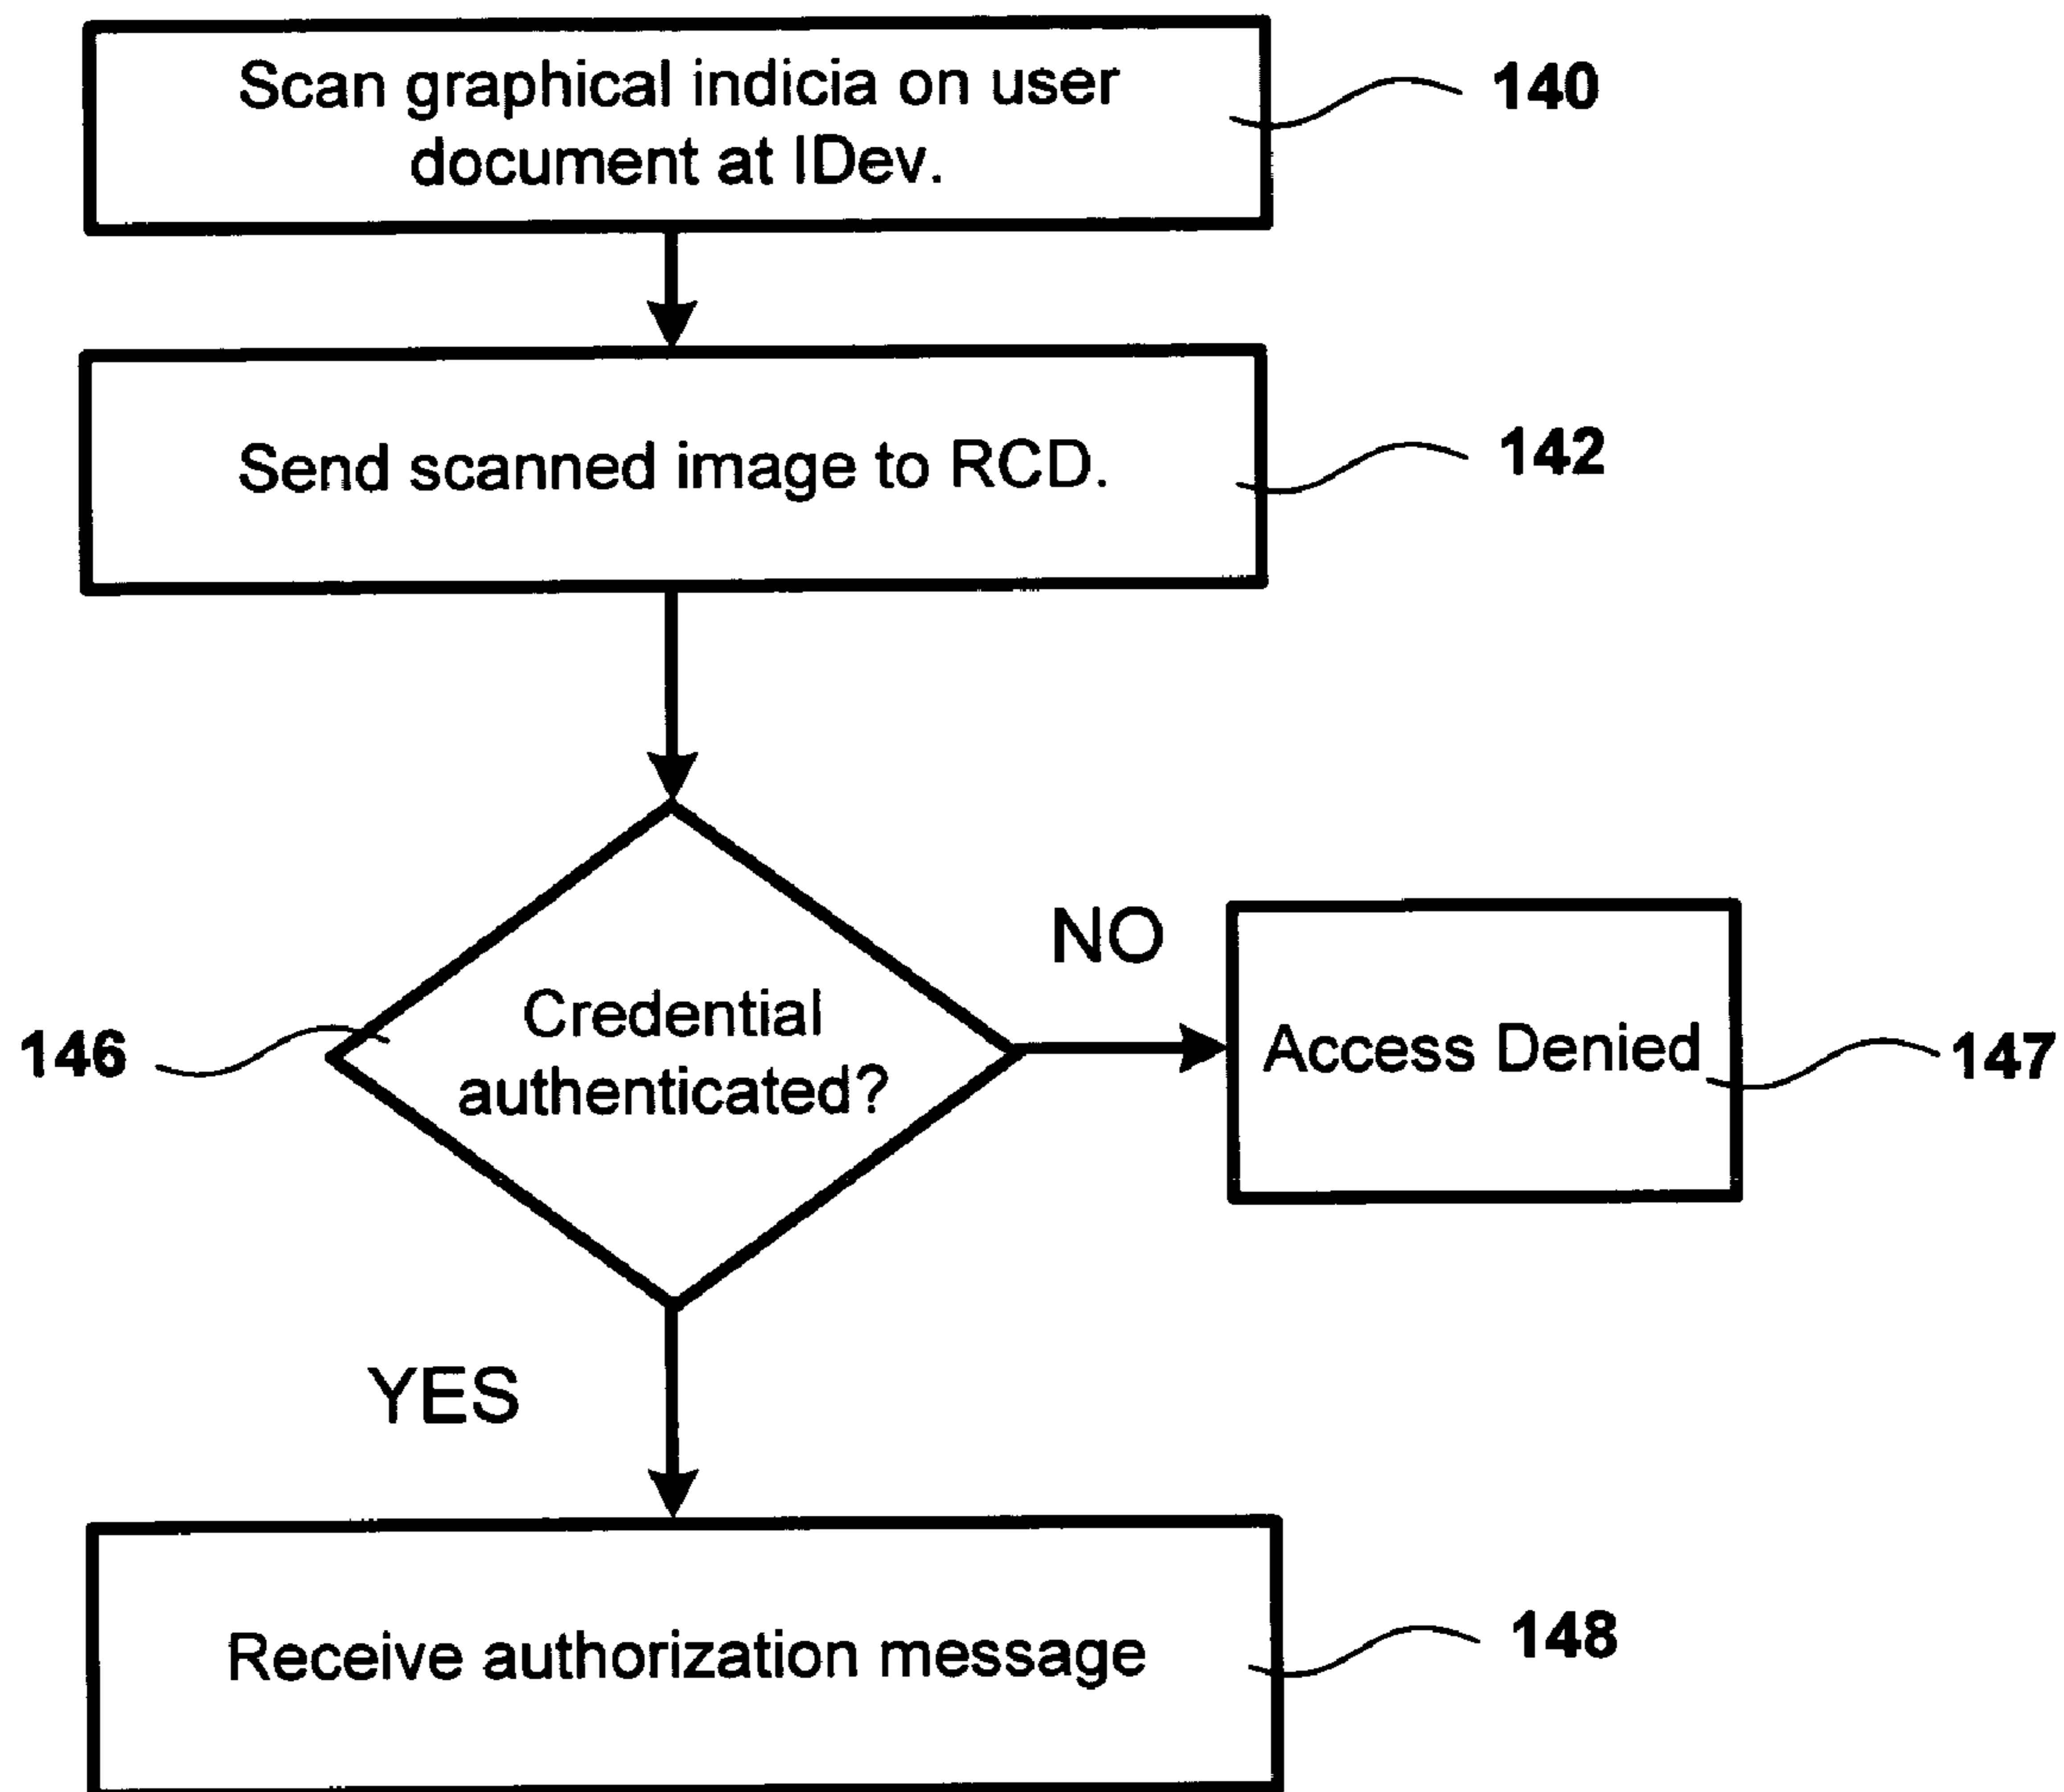 Scan graphical indicia on user
document at IDev.
140
Send scanned image to RCD.
142
Credential
authenticated?
146
NO
Access Denied
147
YES
Receive authorization message
148